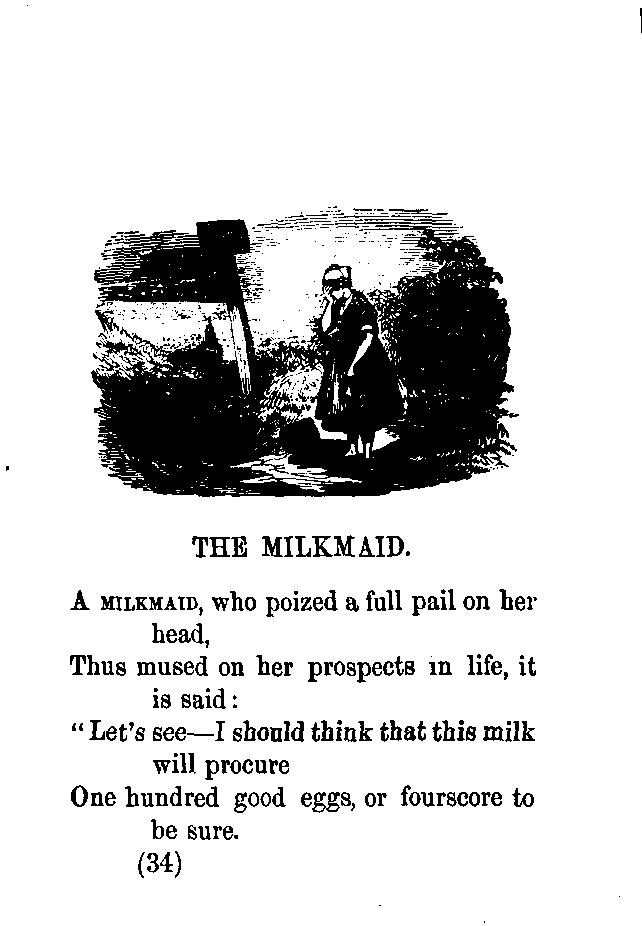 THE MILKMAID.
A MILKMAID, who poized a full pail on her
head,
Thus mused on her prospects in life, it
is said:
“Let's see—I should think that this milk
will procure
One hundred good eggs, or fourscore to
be sure.
(34)